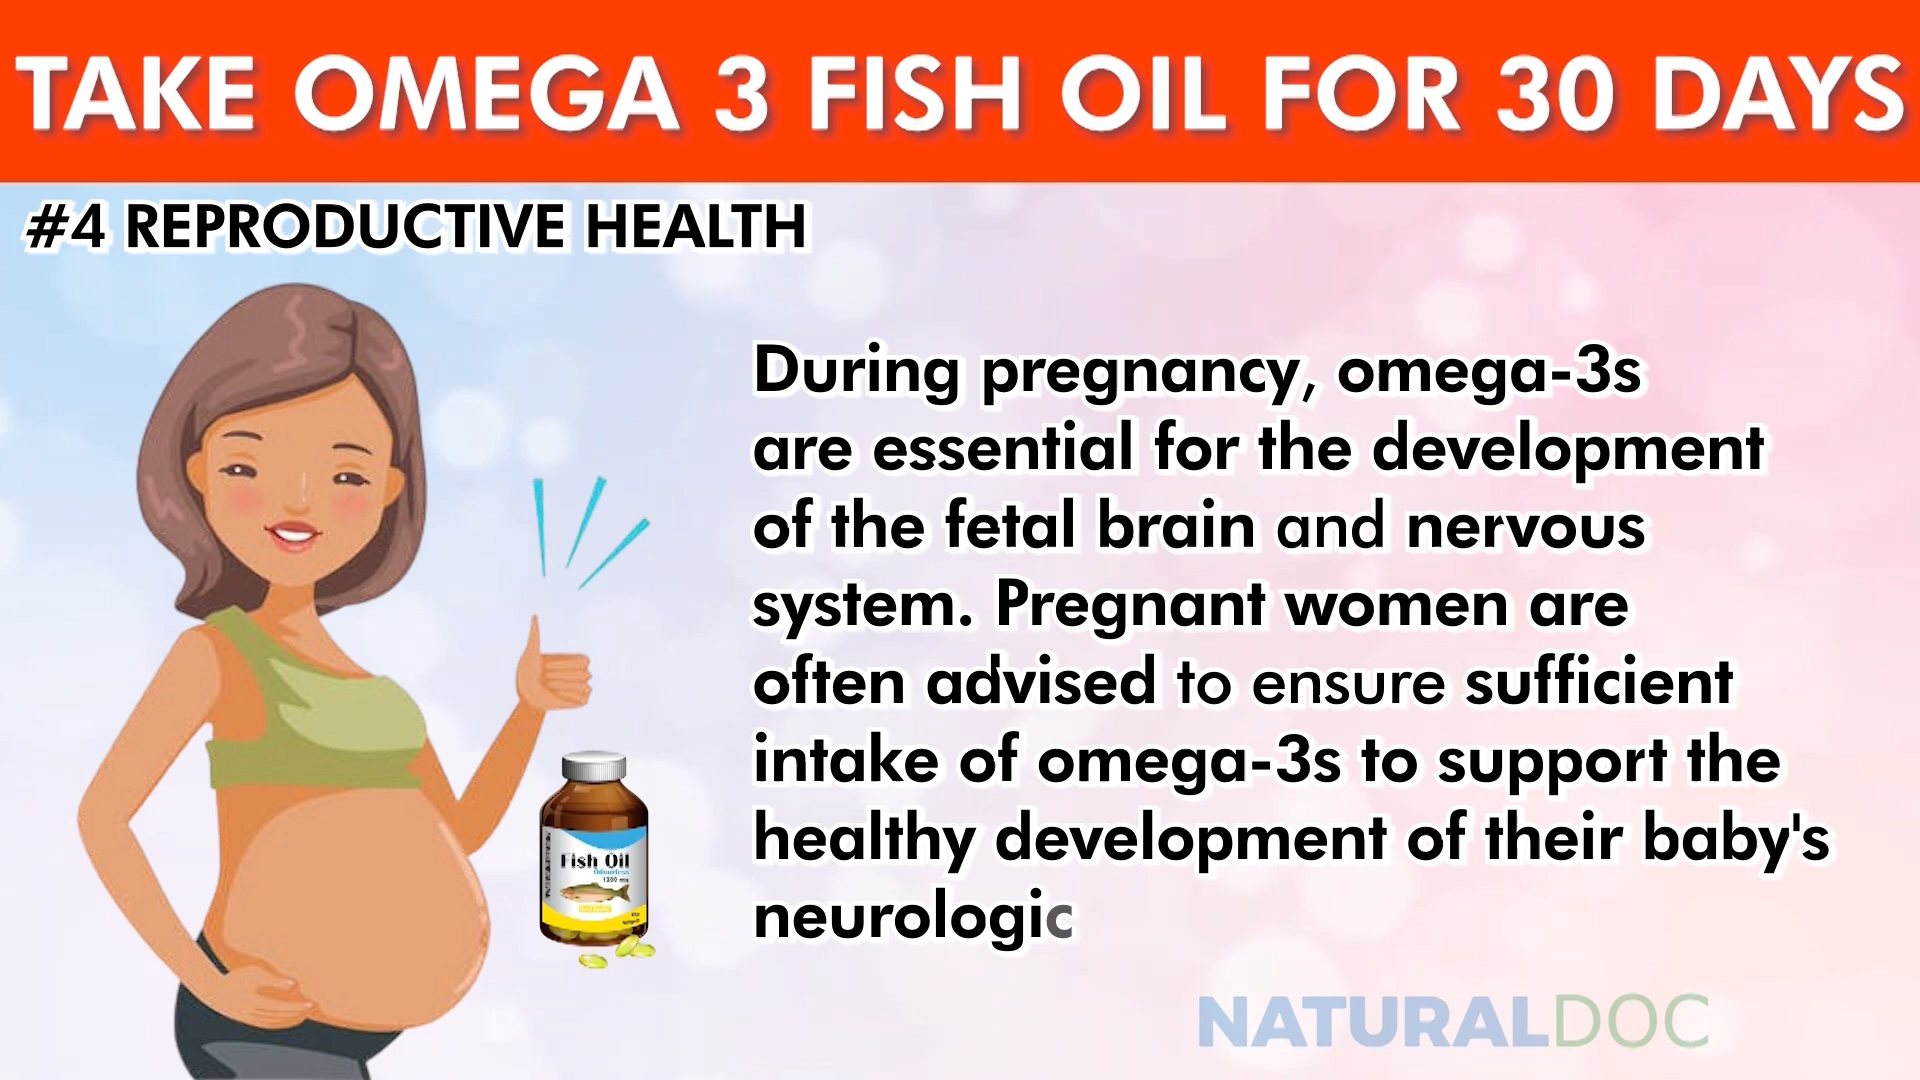 TAKE OMEGA 3 FISH OIL FOR 30 DAYS
#4 REPRODUCTIVE HEALTH
During pregnancy, omega-3s
are essential for the development
of the fetal brain and nervous
system. Pregnant women are
often advised to ensure sufficient
intake of omega-3s to support the
healthy development of their baby's
neurologic
Fish Oil
NATURALDOC